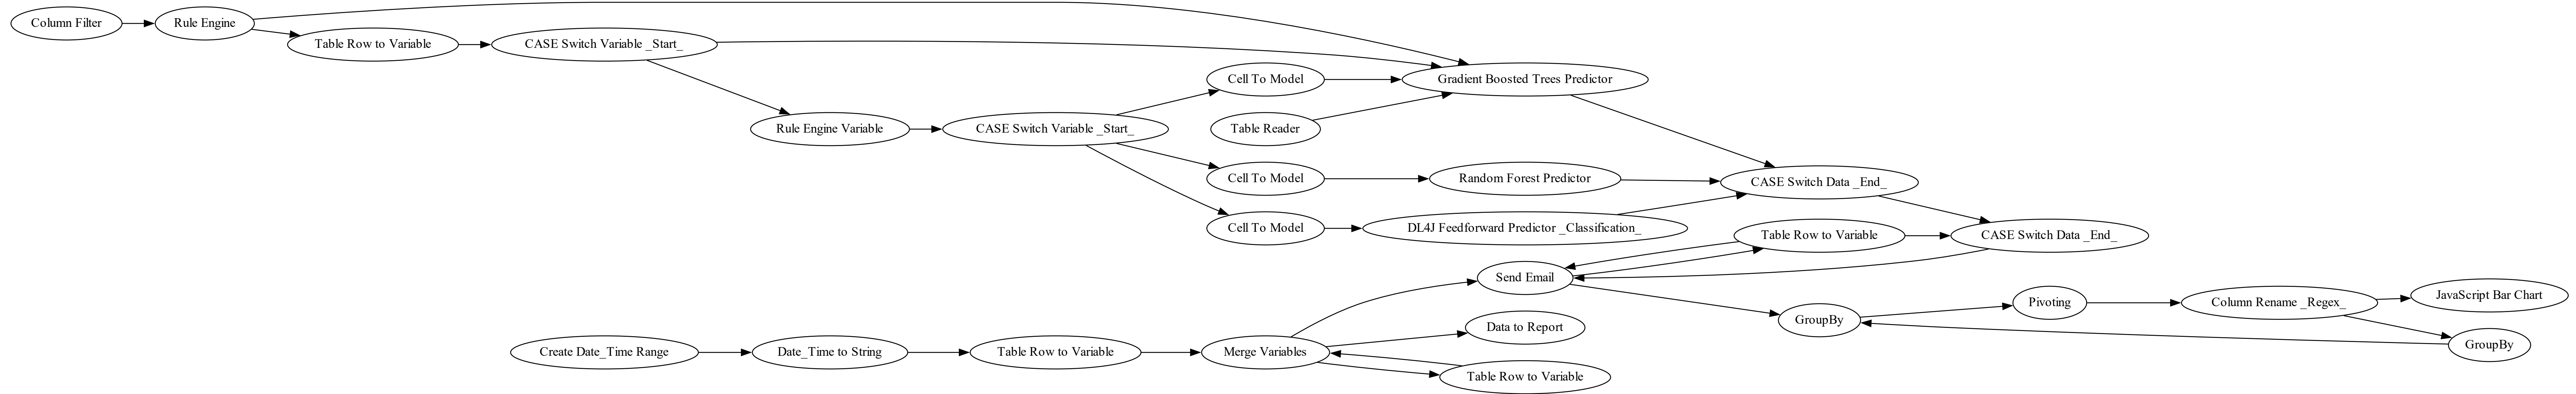 Column Filter
Rule Engine
Table Row to Variable
CASE Switch Variable _Start_
Gradient Boosted Trees Predictor
Cell To Model
Rule Engine Variable
CASE Switch Variable _Start_
Table Reader
Cell To Model
Random Forest Predictor
CASE Switch Data _End_
Cell To Model
DL4J Feedforward Predictor _Classification_
Table Row to Variable
CASE Switch Data _End_
Send Email
Pivoting
Column Rename _Regex_
JavaScript Bar Chart
GroupBy
Data to Report
GroupBy
Create Date_Time Range
Date_Time to String
Table Row to Variable
Merge Variables
Table Row to Variable